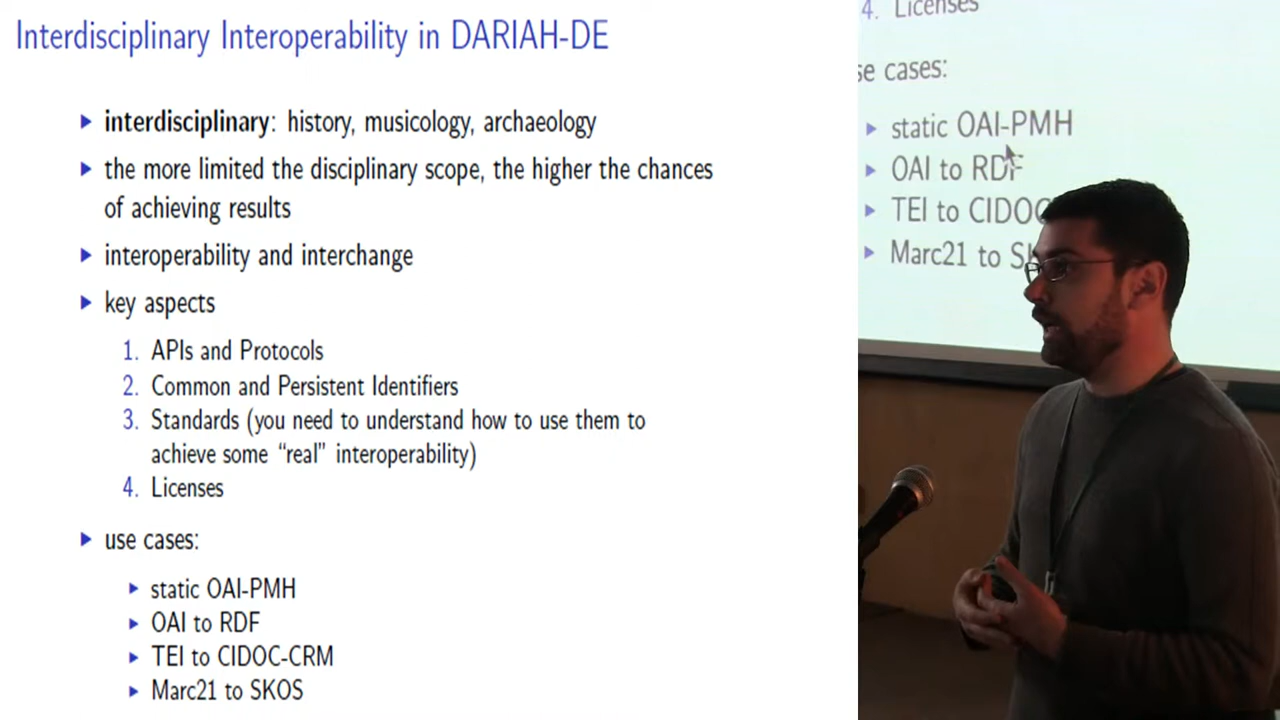 Interdisciplinary Interoperability in DARIAH-DE
interdisciplinary: history, musicology, archaeology
the more limited the disciplinary scope, the higher the chances
of achieving results
interoperability and interchange
key aspects
1. APIs and Protocols
2. Common and Persistent Identifiers
3. Standards (you need to understand how to use them to
achieve some “real” interoperability)
4. Licenses
use cases:
static OAI-PMH
OAI to RDF
TEI to CIDOC-CRM
Marc21 to SKOS
4. Licenses
se cases:
static OAI-PMH
OAI to RDF
TEI to CIDOC
Marc21 to S